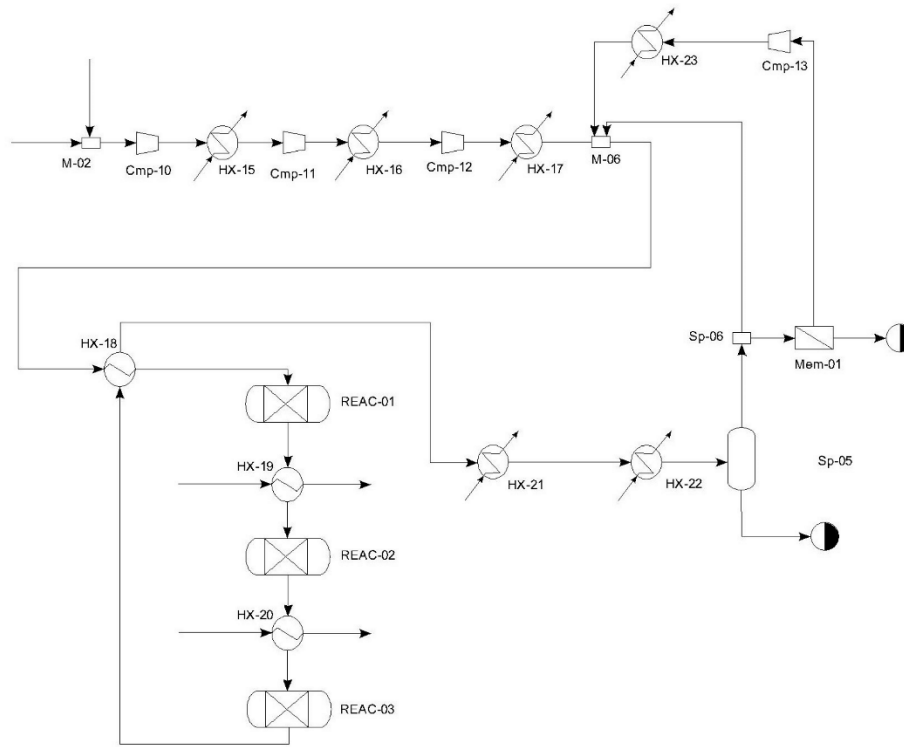 HX-23
Cmp-13
M-02
Cmp-10
HX-15
Cmp-11
HX-16
Cmp-12
HX-17
M-06
HX-18
Sp-06
Mem-01
REAC-01
HX-19
HX-21
HX-22
Sp-05
REAC-02
HX-20
REAC-03